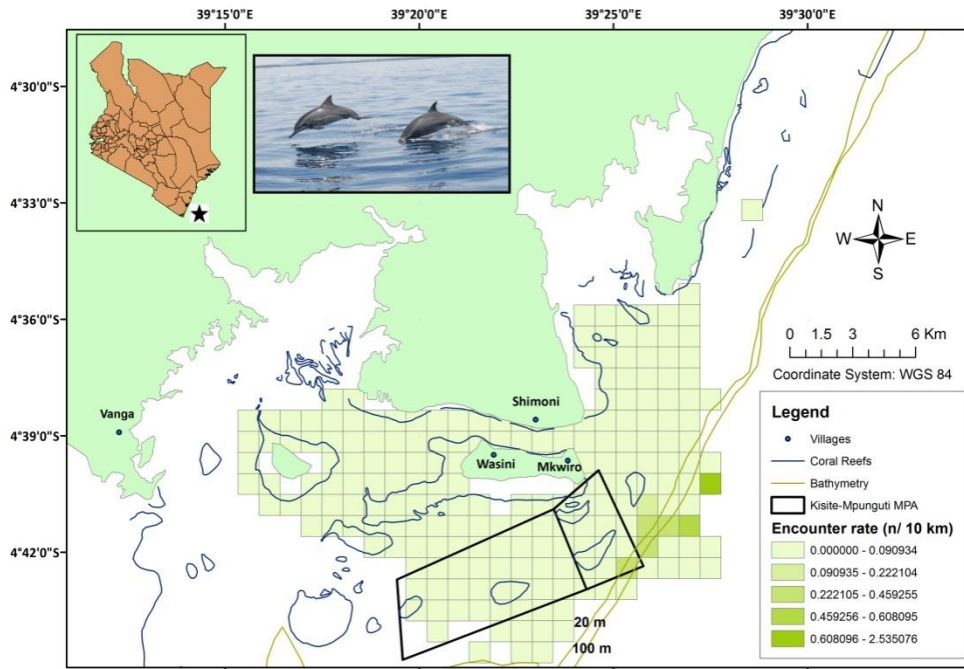 39°15'0"E
39°20'0"E
39°25'0"E
39°30'0"E
4°30'0"S
4°33'0"S
4°36'0"S
4°39'0"S
4°42'0"S
N
W E
S
0 1.5 3 6 Km
Coordinate System: WGS 84
Vanga
Shimoni
Wasini
Mkwiro
20 m
100 m
Legend
Villages
Coral Reefs
Bathymetry
Kisite-Mpunguti MPA
Encounter rate (n/ 10 km)
0.000000 - 0.090934
0.090935 - 0.222104
0.222105 - 0.459255
0.459256 - 0.608095
0.608096 - 2.535076